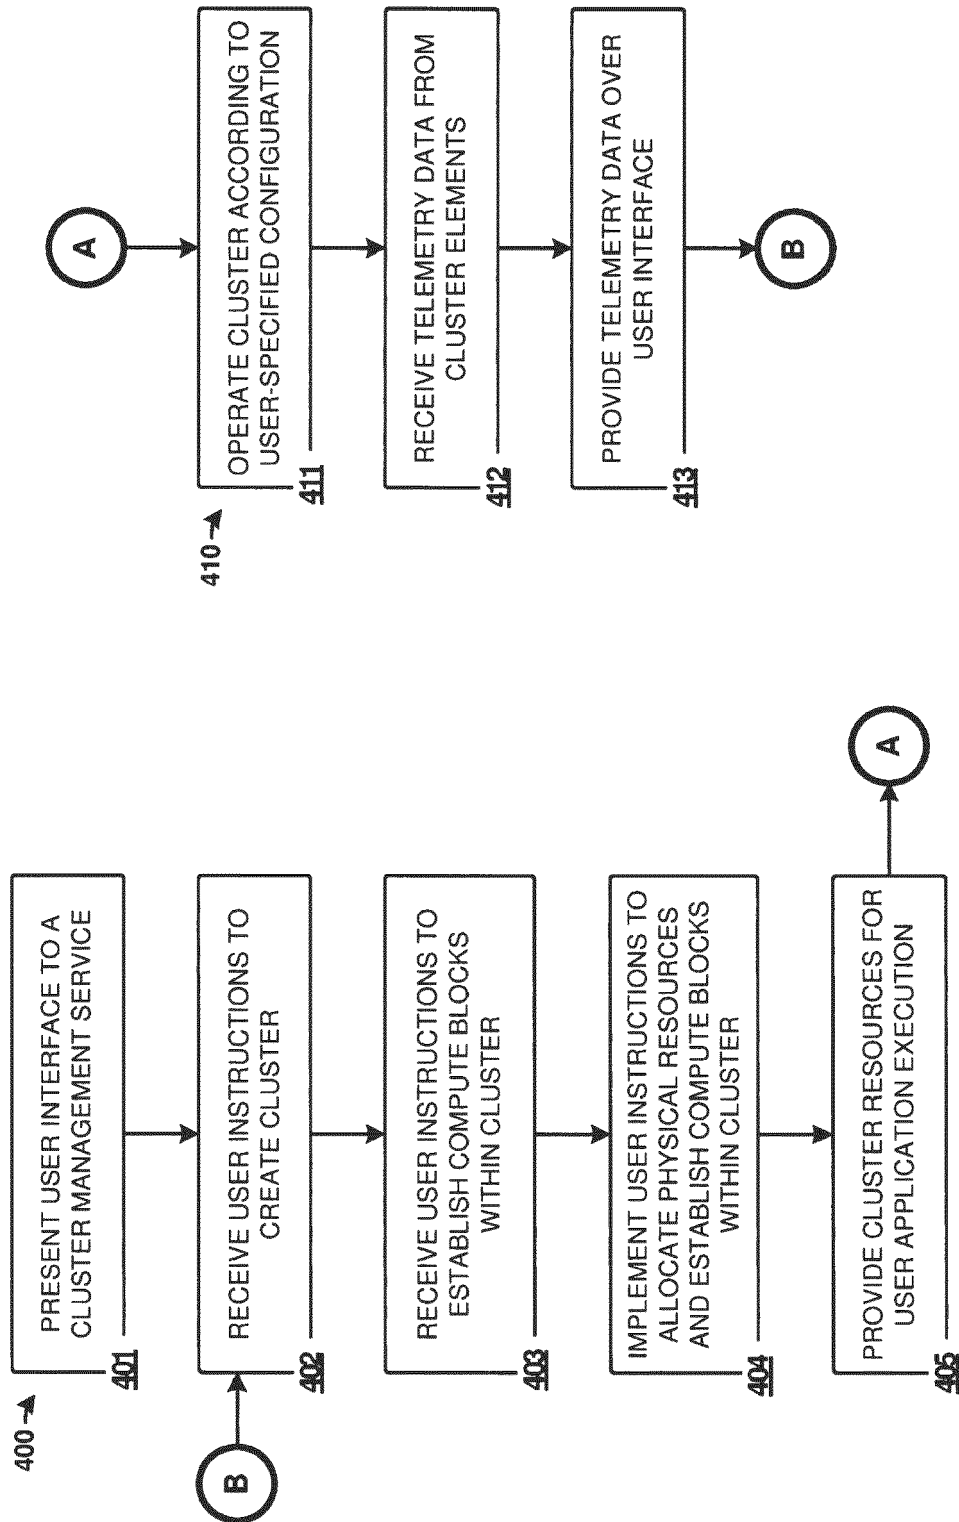 400
PRESENT USER INTERFACE TO A
CLUSTER MANAGEMENT SERVICE
401
B
RECEIVE USER INSTRUCTIONS TO
CREATE CLUSTER
402
RECEIVE USER INSTRUCTIONS TO
ESTABLISH COMPUTE BLOCKS
WITHIN CLUSTER
403
IMPLEMENT USER INSTRUCTIONS TO
ALLOCATE PHYSICAL RESOURCES
AND ESTABLISH COMPUTE BLOCKS
WITHIN CLUSTER
404
PROVIDE CLUSTER RESOURCES FOR
USER APPLICATION EXECUTION
405
A
410
A
OPERATE CLUSTER ACCORDING TO
USER-SPECIFIED CONFIGURATION
411
RECEIVE TELEMETRY DATA FROM
CLUSTER ELEMENTS
412
PROVIDE TELEMETRY DATA OVER
USER INTERFACE
413
B